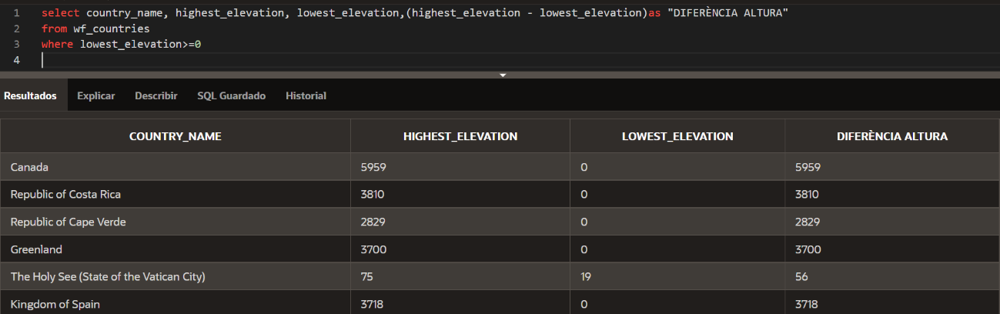 1 select country_name, highest_elevation, lowest_elevation,(highest_elevation - lowest_elevation)as "DIFERÈNCIA ALTURA"
2 from wf_countries
3 where lowest_elevation>=0
4
Resultados Explicar Describir SQL Guardado Historial
COUNTRY_NAME HIGHEST_ELEVATION LOWEST_ELEVATION DIFERÈNCIA ALTURA
Canada 5959 0 5959
Republic of Costa Rica 3810 0 3810
Republic of Cape Verde 2829 0 2829
Greenland 3700 0 3700
The Holy See (State of the Vatican City) 75 19 56
Kingdom of Spain 3718 0 3718